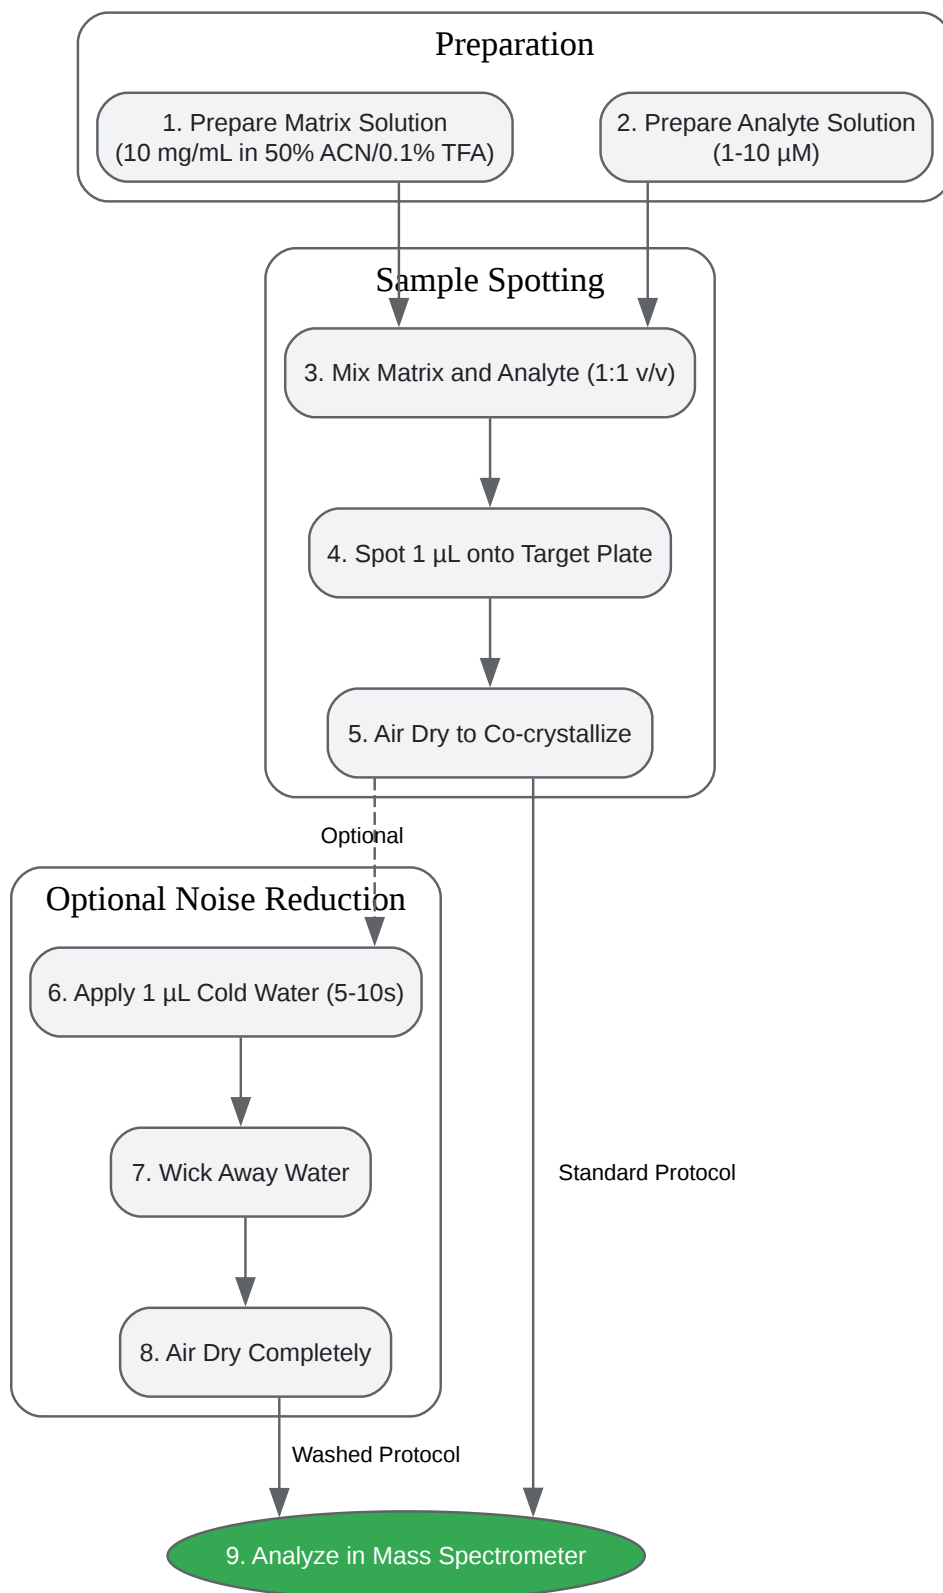 Preparation
1. Prepare Matrix Solution
(10 mg/mL in 50% ACN/0.1% TFA)
2. Prepare Analyte Solution
(1-10 µM)
Sample Spotting
3. Mix Matrix and Analyte (1:1 v/v)
4. Spot 1 µL onto Target Plate
5. Air Dry to Co-crystallize
Optional
Optional Noise Reduction
6. Apply 1 µL Cold Water (5-10s)
7. Wick Away Water
Standard Protocol
8. Air Dry Completely
Washed Protocol
9. Analyze in Mass Spectrometer